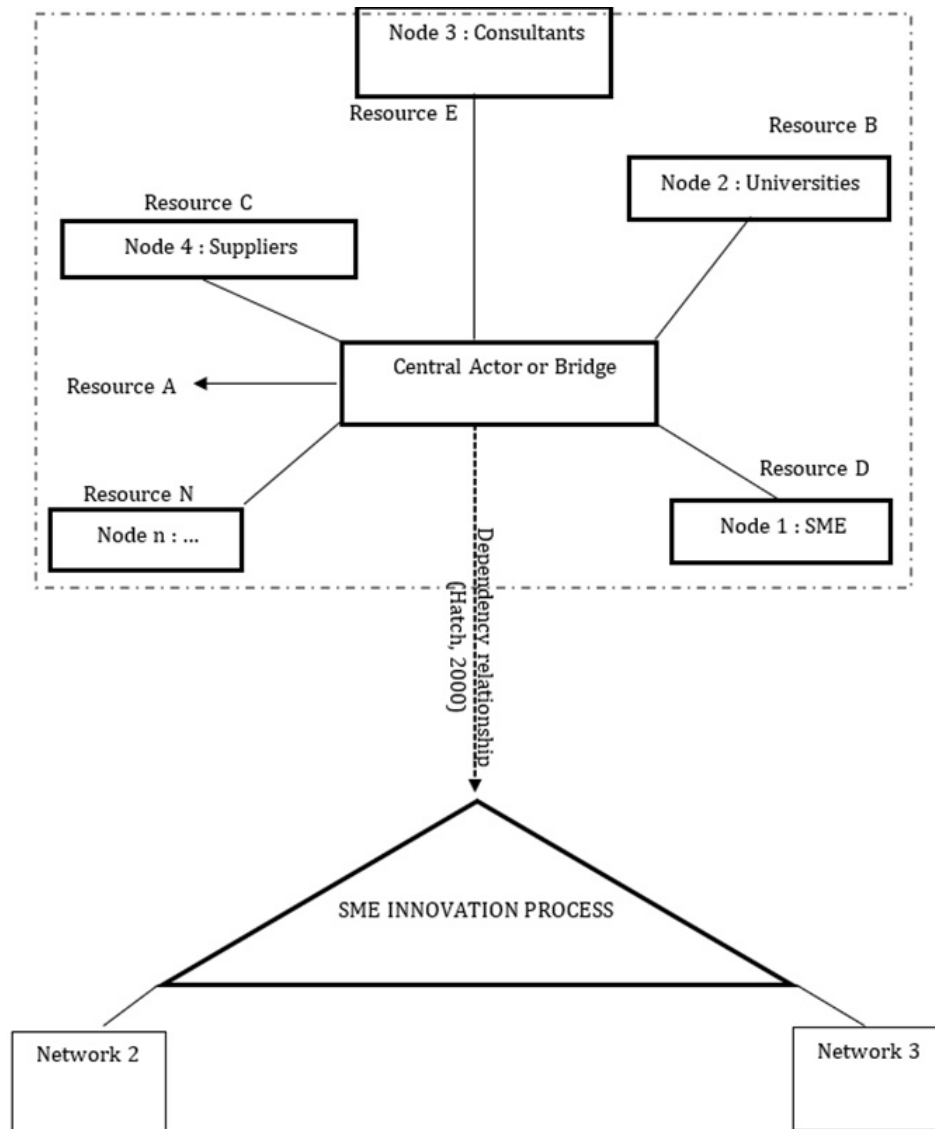 Node 3 : Consultants
Resource E
Resource B
Node 2 : Universities
Resource C
Node 4 : Suppliers
Central Actor or Bridge
Resource A
Resource D
Node 1 : SME
Resource N
Node n : ...
Dependency relationship
(Hatch, 2000)
SME INNOVATION PROCESS
Network 2
Network 3